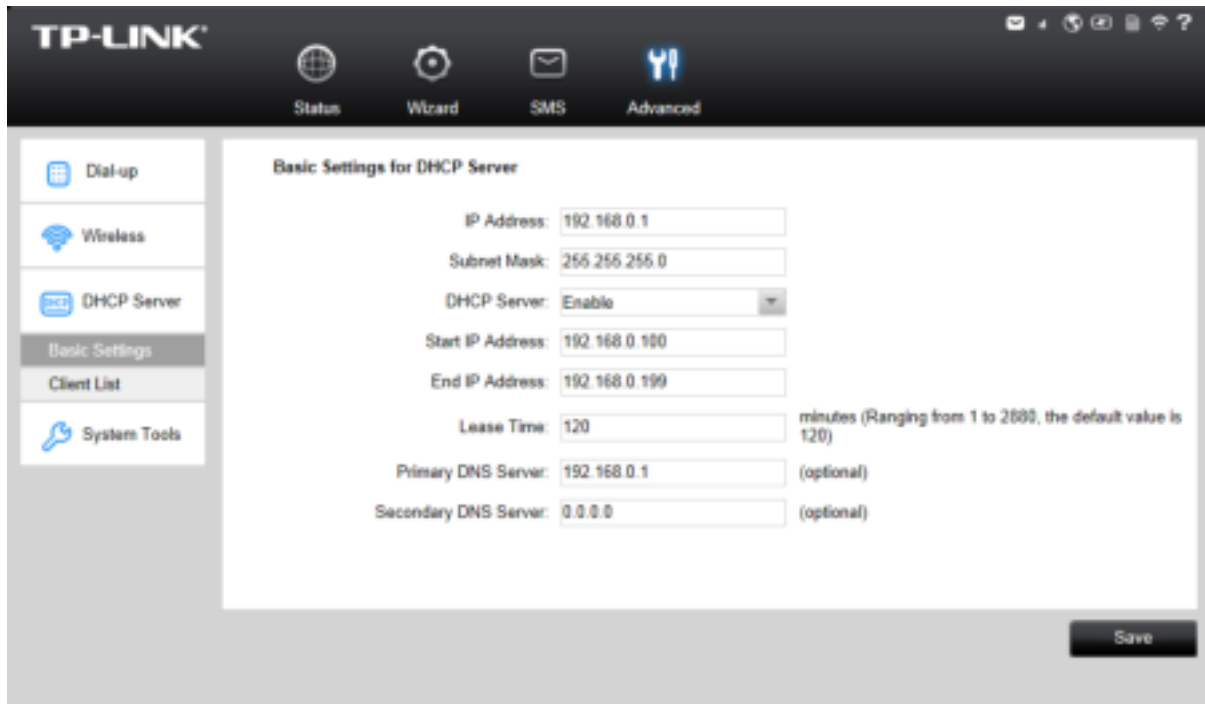 TP-LINK
Status Wizard SMS Advanced
Dial-up
Wireless
DHCP Server
Basic Settings
Client List
System Tools
Basic Settings for DHCP Server
IP Address: 192.168.0.1
Subnet Mask: 255.255.255.0
DHCP Server: Enable
Start IP Address: 192.168.0.100
End IP Address: 192.168.0.199
Lease Time: 120 minutes (Ranging from 1 to 2880, the default value is
120)
Primary DNS Server: 192.168.0.1 (optional)
Secondary DNS Server: 0.0.0.0 (optional)
Save